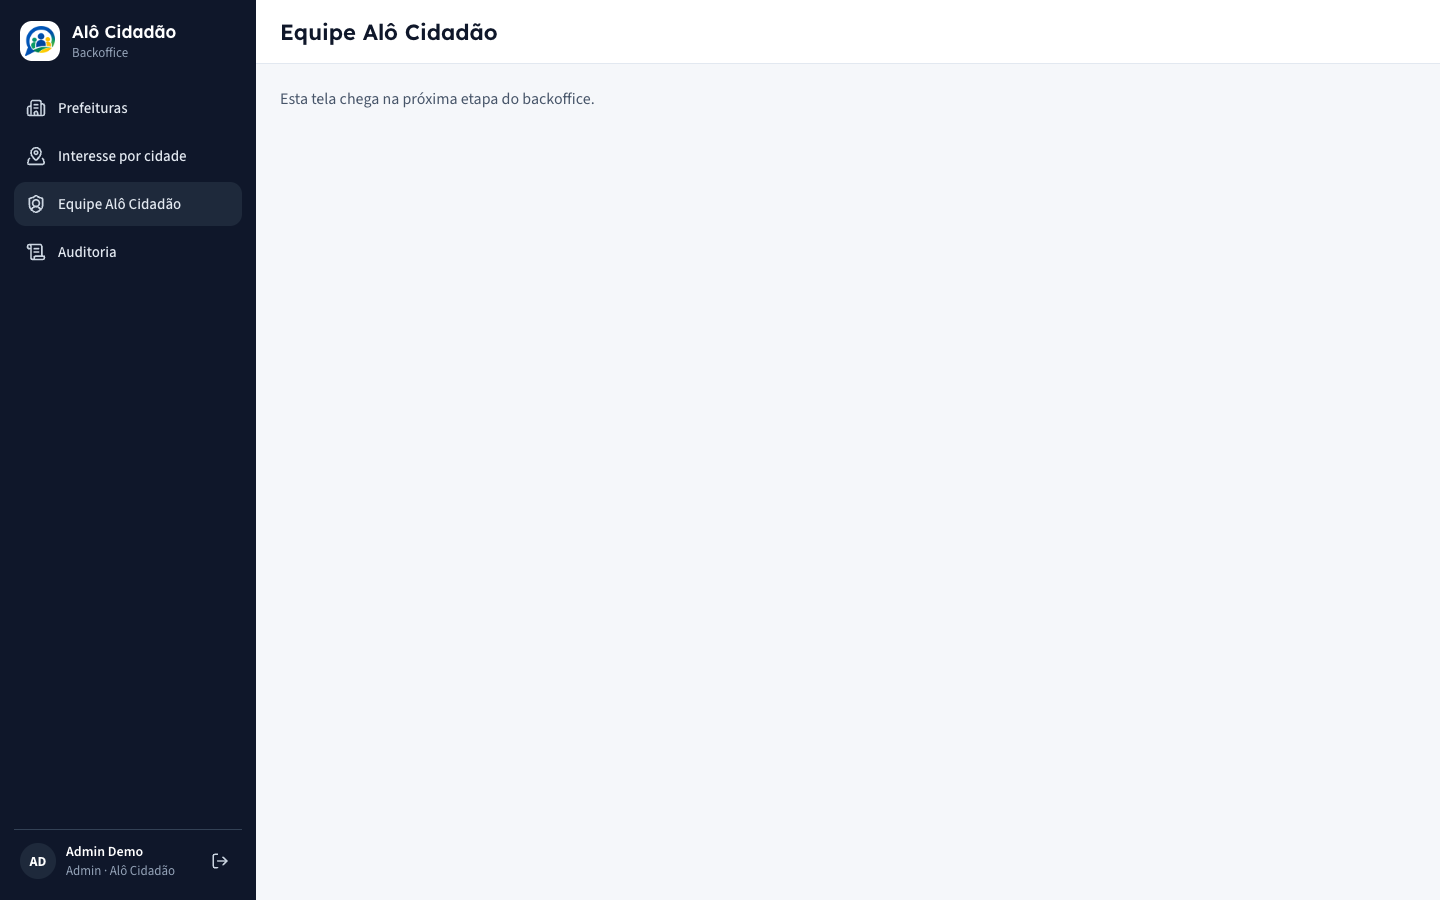 Alô Cidadão
Backoffice
Prefeituras
Interesse por cidade
Equipe Alô Cidadão
Auditoria
Admin Demo
AD
Admin · Alô Cidadão
Equipe Alô Cidadão
Esta tela chega na próxima etapa do backoffice.